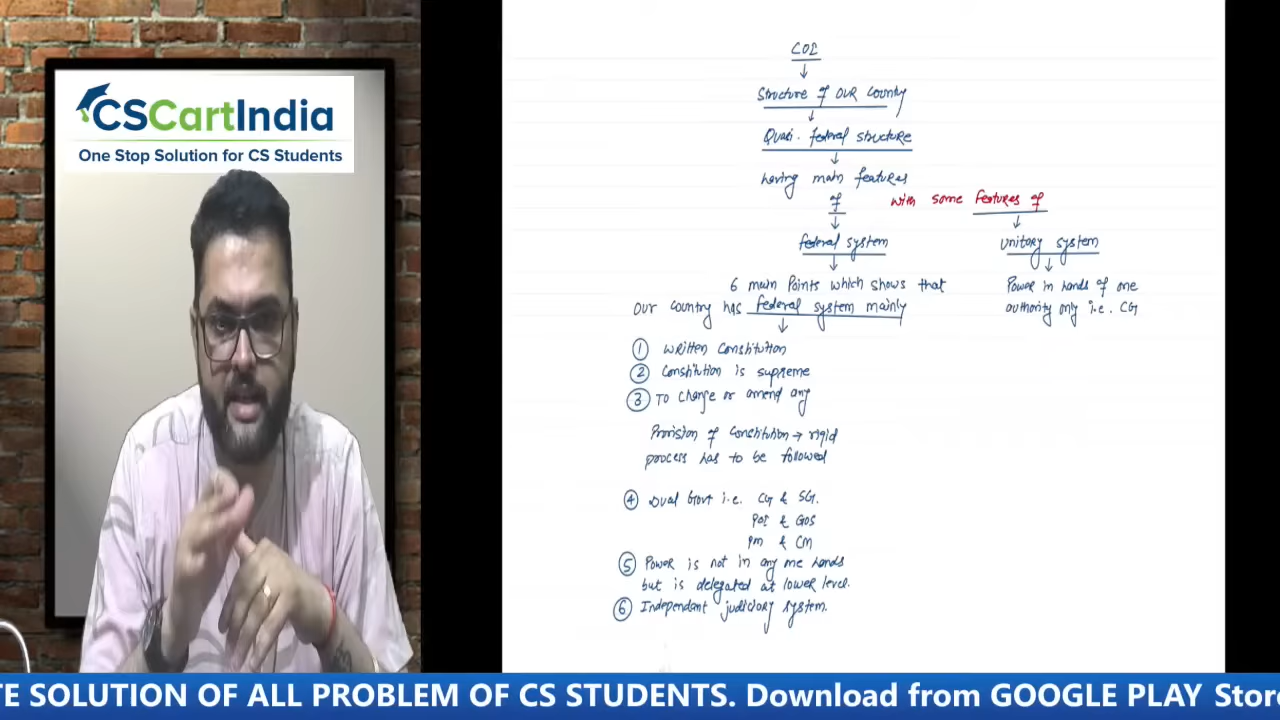 CSCartIndia
One Stop Solution for CS Students
COI
Structure of our country
Quasi. federal structure
having main features
of
with some features of
federal system
unitory system
6 main points which shows that
our country has federal system mainly
Power in hands of one
authority only i.e. CG
① written constitution
② constitution is supreme
③ To change or amend any
Provision of constitution → rigid
process has to be followed
④ Dual Govt i.e. CG & SG.
POI & GOS
PM & CM
⑤ Power is not in any one hands
but is delegated at lower level.
⑥ Independant judiciary system.
TE SOLUTION OF ALL PROBLEM OF CS STUDENTS. Download from GOOGLE PLAY Store